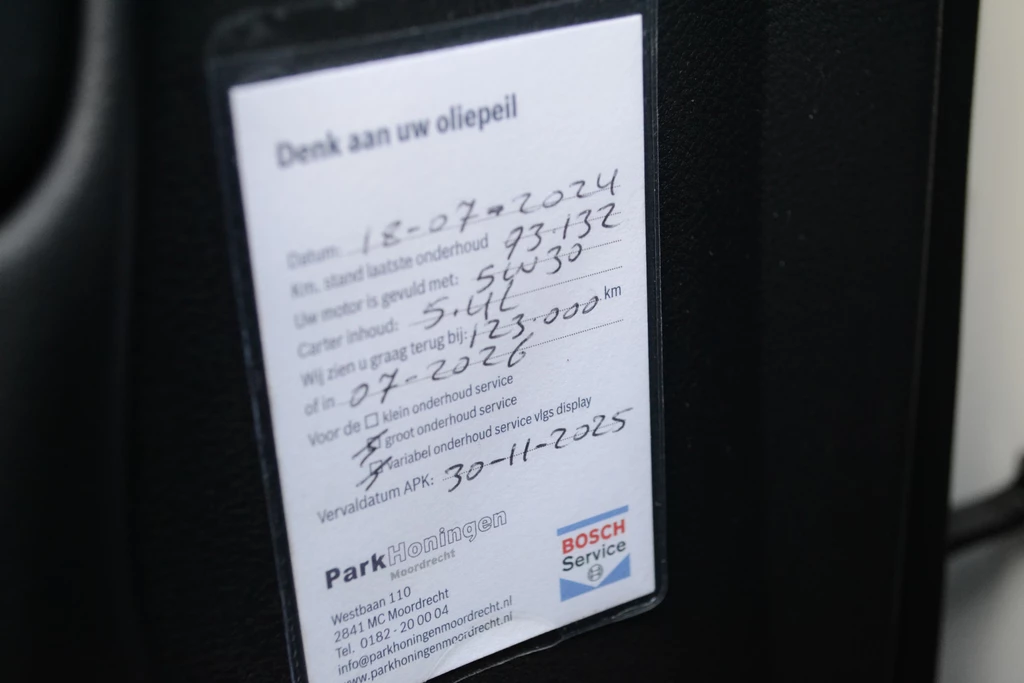 Denk aan uw oliepeil
Datum: 18-07-2024
Km. stand laatste onderhoud 93.132
Uw motor is gevuld met: 5W30
Carter inhoud: 5.4L
Wij zien u graag terug bij: 123.000 km
of in 07-2026
Voor de ☐ klein onderhoud service
☒ groot onderhoud service
☒ variabel onderhoud service vlgs display
Vervaldatum APK: 30-11-2025
ParkHoningen
Moordrecht
BOSCH
Service
Westbaan 110
2841 MC Moordrecht
Tel. 0182 - 20 00 04
info@parkhoningenmoordrecht.nl
www.parkhoningenmoordrecht.nl